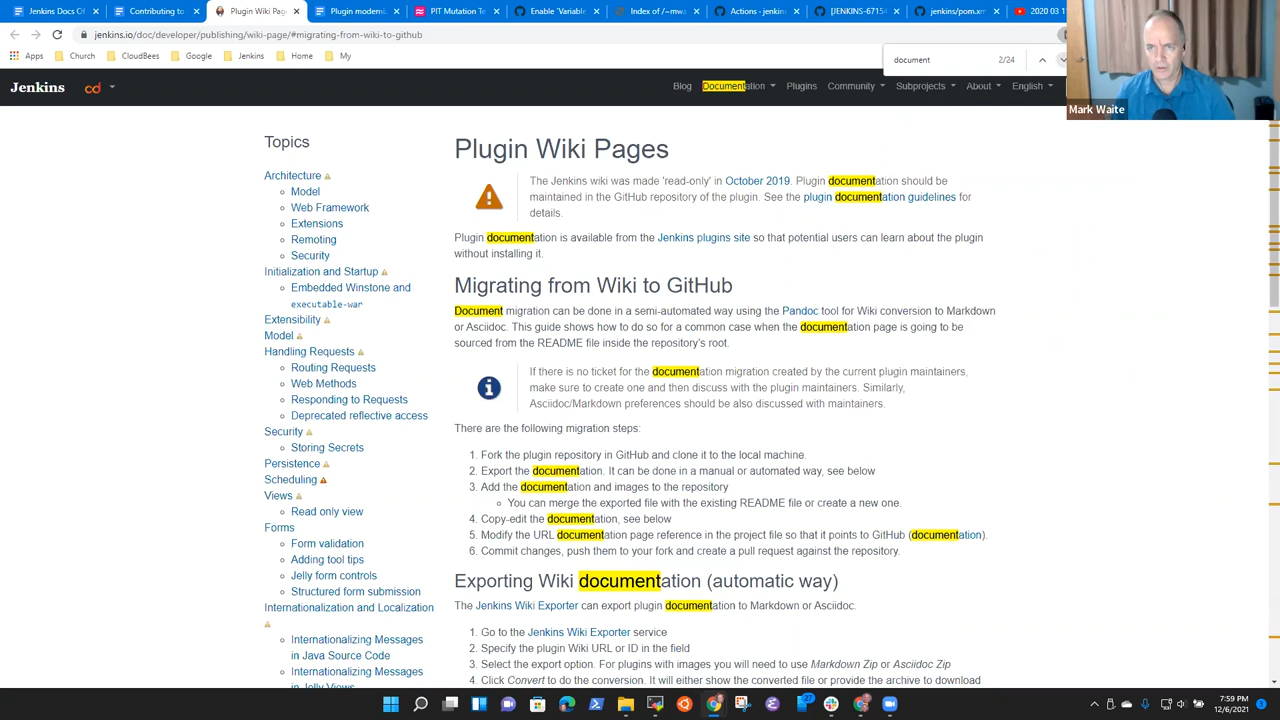 Jenkins Docs Of
Contributing to
Plugin Wiki Pag
Plugin moderni
PIT Mutation Te
Enable 'Variable
Index of /~mwa
Actions - jenkin
[JENKINS-67154
jenkins/pom.xm
2020 03 1
jenkins.io/doc/developer/publishing/wiki-page/#migrating-from-wiki-to-github
Apps
Church
CloudBees
Google
Jenkins
Home
My
document
2/24
Mark Waite
Jenkins
cd
Blog
Documentation
Plugins
Community
Subprojects
About
English
Topics
Architecture
Model
Web Framework
Extensions
Remoting
Security
Initialization and Startup
Embedded Winstone and
executable-war
Extensibility
Model
Handling Requests
Routing Requests
Web Methods
Responding to Requests
Deprecated reflective access
Security
Storing Secrets
Persistence
Scheduling
Views
Read only view
Forms
Form validation
Adding tool tips
Jelly form controls
Structured form submission
Internationalization and Localization
Internationalizing Messages
in Java Source Code
Internationalizing Messages
in Jelly Views
Plugin Wiki Pages
The Jenkins wiki was made 'read-only' in October 2019. Plugin documentation should be
maintained in the GitHub repository of the plugin. See the plugin documentation guidelines for
details.
Plugin documentation is available from the Jenkins plugins site so that potential users can learn about the plugin
without installing it.
Migrating from Wiki to GitHub
Document migration can be done in a semi-automated way using the Pandoc tool for Wiki conversion to Markdown
or Asciidoc. This guide shows how to do so for a common case when the documentation page is going to be
sourced from the README file inside the repository's root.
If there is no ticket for the documentation migration created by the current plugin maintainers,
make sure to create one and then discuss with the plugin maintainers. Similarly,
Asciidoc/Markdown preferences should be also discussed with maintainers.
There are the following migration steps:
1. Fork the plugin repository in GitHub and clone it to the local machine.
2. Export the documentation. It can be done in a manual or automated way, see below
3. Add the documentation and images to the repository
You can merge the exported file with the existing README file or create a new one.
4. Copy-edit the documentation, see below
5. Modify the URL documentation page reference in the project file so that it points to GitHub (documentation).
6. Commit changes, push them to your fork and create a pull request against the repository.
Exporting Wiki documentation (automatic way)
The Jenkins Wiki Exporter can export plugin documentation to Markdown or Asciidoc.
1. Go to the Jenkins Wiki Exporter service
2. Specify the plugin Wiki URL or ID in the field
3. Select the export option. For plugins with images you will need to use Markdown Zip or Asciidoc Zip
4. Click Convert to do the conversion. It will either show the converted file or provide the archive to download
27
7:59 PM
12/6/2021